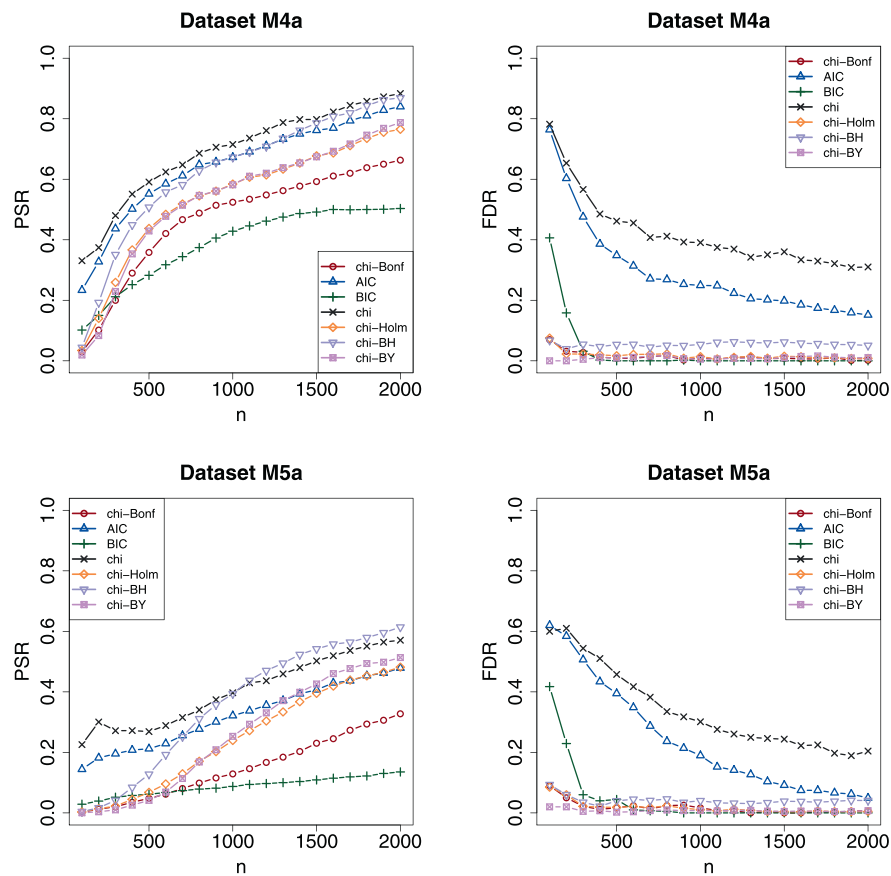 Dataset M4a
PSR
1.0
0.8
0.6
0.4
0.2
0.0
500
1000
1500
2000
n
chi-Bonf
AIC
BIC
chi
chi-Holm
chi-BH
chi-BY
Dataset M4a
FDR
1.0
0.8
0.6
0.4
0.2
0.0
500
1000
1500
2000
n
chi-Bonf
AIC
BIC
chi
chi-Holm
chi-BH
chi-BY
Dataset M5a
PSR
1.0
0.8
0.6
0.4
0.2
0.0
500
1000
1500
2000
n
chi-Bonf
AIC
BIC
chi
chi-Holm
chi-BH
chi-BY
Dataset M5a
FDR
1.0
0.8
0.6
0.4
0.2
0.0
500
1000
1500
2000
n
chi-Bonf
AIC
BIC
chi
chi-Holm
chi-BH
chi-BY